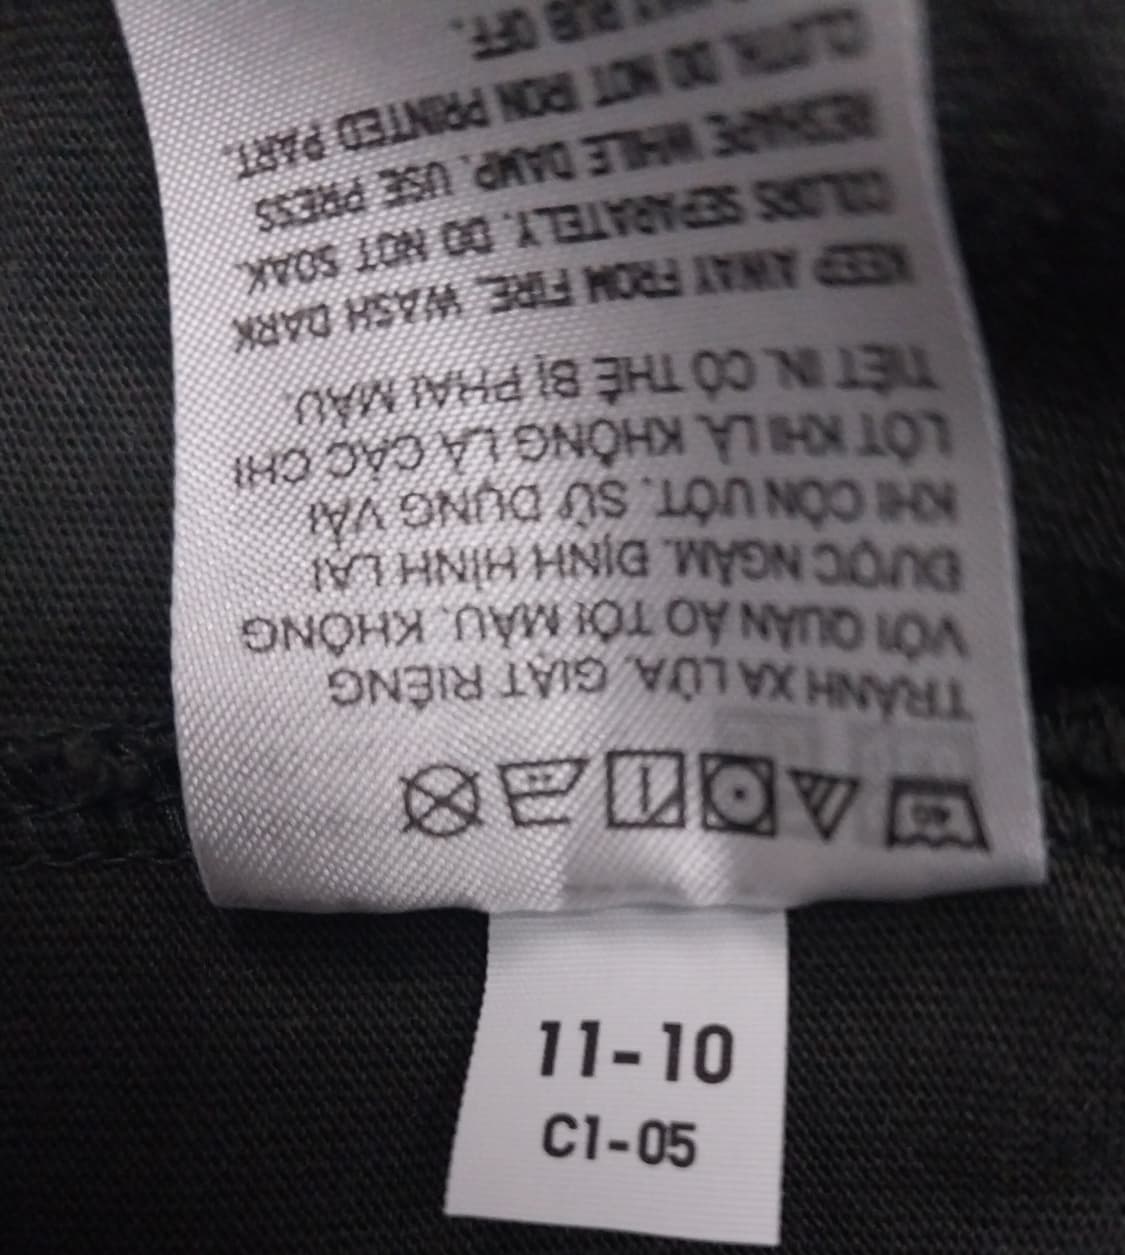 40
TRÁNH XA LỬA. GIẶT RIÊNG
VỚI QUẦN ÁO TỐI MÀU. KHÔNG
ĐƯỢC NGÂM. ĐỊNH HÌNH LẠI
KHI CÒN ƯỚT. SỬ DỤNG VẢI
LÓT KHI LÀ. KHÔNG LÀ CÁC CHI
TIẾT IN. CÓ THỂ BỊ PHAI MÀU.
KEEP AWAY FROM FIRE. WASH DARK
COLORS SEPARATELY. DO NOT SOAK.
RESHAPE WHILE DAMP. USE PRESS
CLOTH. DO NOT IRON PRINTED PART.
MAY RUB OFF.
11-10
C1-05